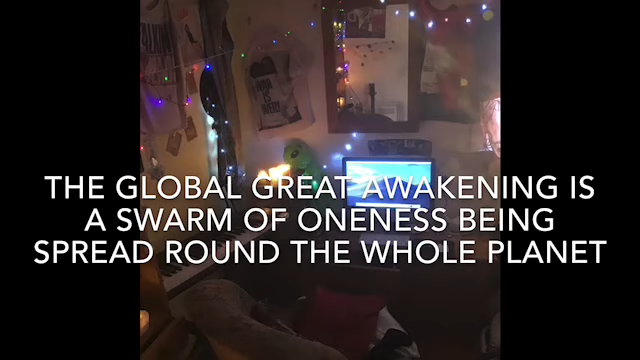 THE GLOBAL GREAT AWAKENING IS
A SWARM OF ONENESS BEING
SPREAD ROUND THE WHOLE PLANET